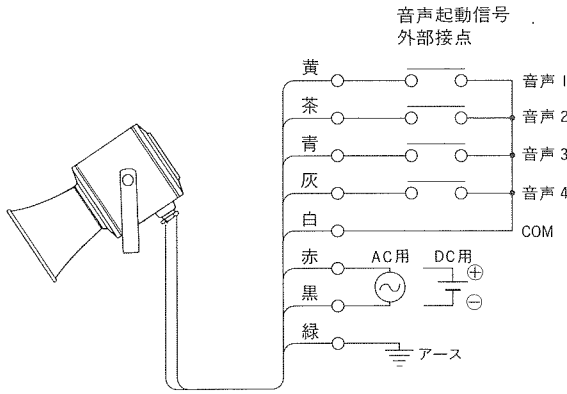 音声起動信号
外部接点
黄 音声1
茶 音声2
青 音声3
灰 音声4
白 COM
赤 AC用 DC用
⊕
黒 ⊖
緑 アース